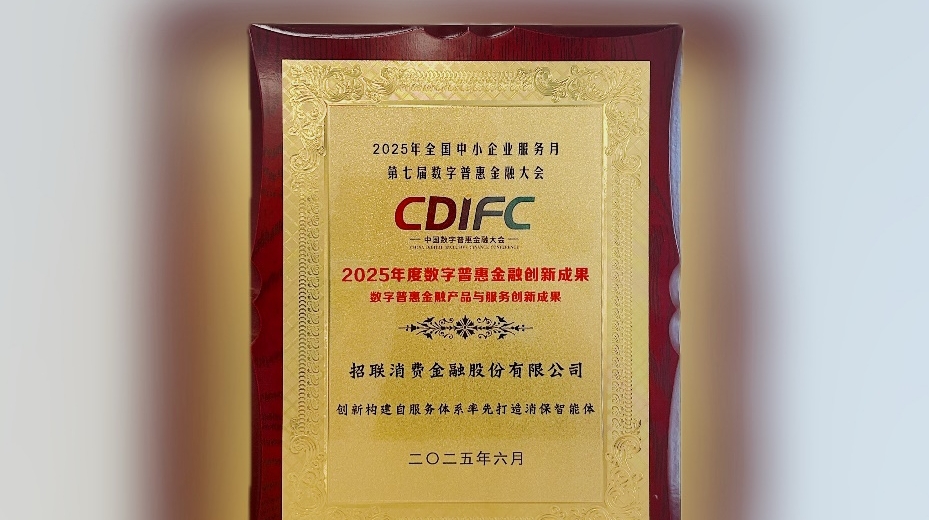 2025年全国中小企业服务月
第七届数字普惠金融大会
CDIFC
中国数字普惠金融大会
CHINA DIGITAL INCLUSIVE FINANCE CONFERENCE
2025年度数字普惠金融创新成果
数字普惠金融产品与服务创新成果
招联消费金融股份有限公司
创新构建自服务体系率先打造消保智能体
二〇二五年六月